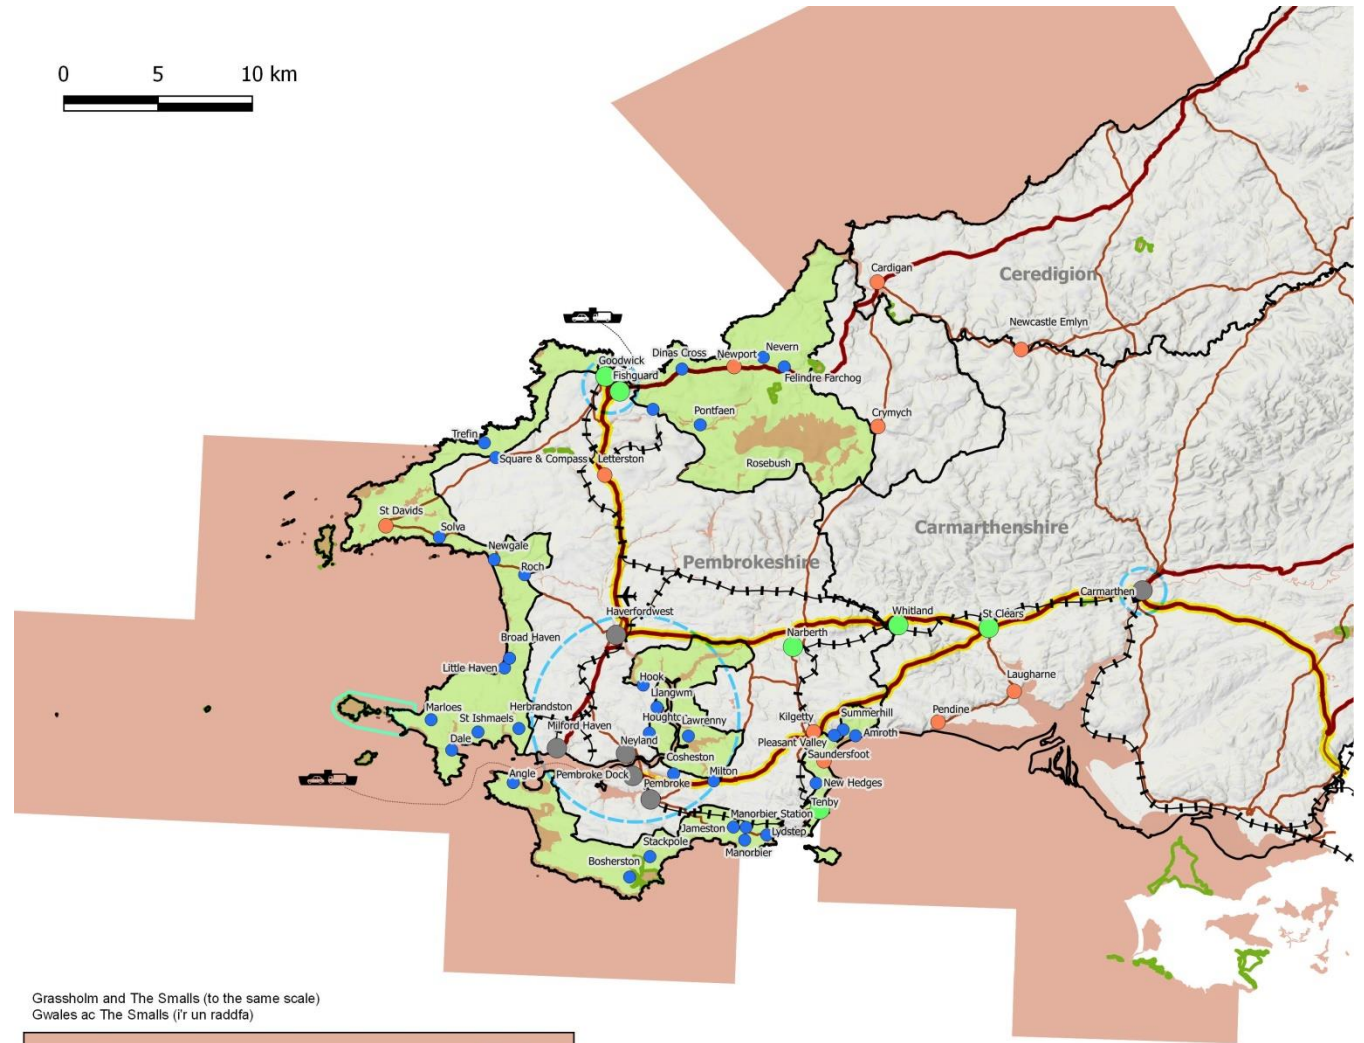 0 5 10 km
Cardigan
Ceredigion
Newcastle Emlyn
Goodwick
Dinas Cross
Newport
Nevern
Fishguard
Felindre Farchog
Pontfaen
Crymych
Trefin
Square & Compass
Letterston
Rosebush
St Davids
Solva
Carmarthenshire
Newgale
Roch
Pembrokeshire
Carmarthen
Haverfordwest
Whitland
St Clears
Broad Haven
Narberth
Little Haven
Hook
Laugharne
Llangwm
Marloes
Herbrandston
St Ishmaels
Houghto
Lawrenny
Kilgetty
Summerhill
Pendine
Milford Haven
Dale
Neyland
Pleasant Valley
Amroth
Cosheston
Saundersfoot
Angle
Pembroke Dock
Pembroke
Milton
New Hedges
Tenby
Manorbier Station
Jameston
Lydstep
Stackpole
Manorbier
Bosherston
Grassholm and The Smalls (to the same scale)
Gwales ac The Smalls (i'r un raddfa)